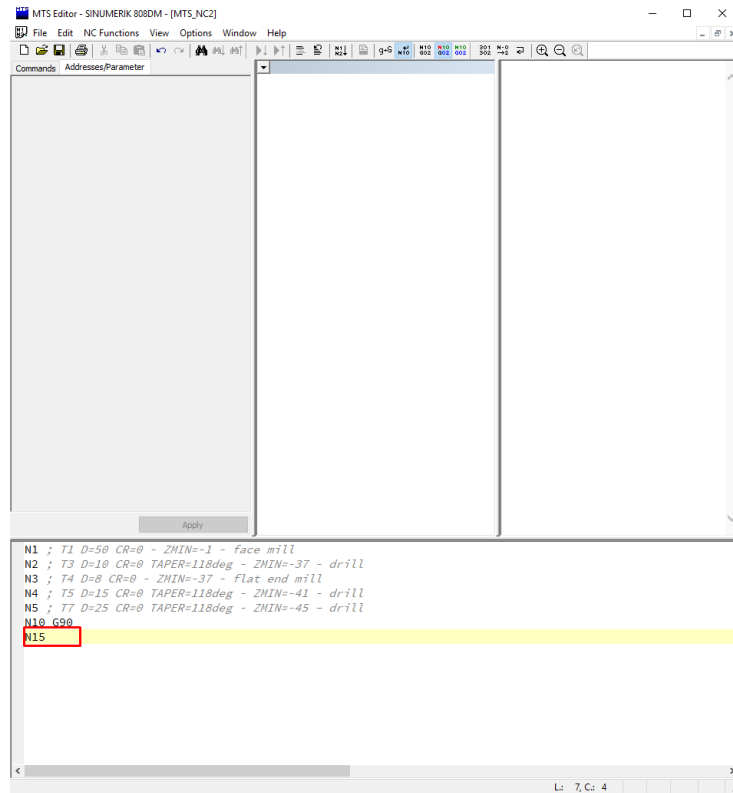 MTS Editor - SINUMERIK 808DM - [MTS_NC2]
File Edit NC Functions View Options Window Help
Commands Addresses/Parameter
Apply
N1 ; T1 D=50 CR=0 - ZMIN=-1 - face mill
N2 ; T3 D=10 CR=0 TAPER=118deg - ZMIN=-37 - drill
N3 ; T4 D=8 CR=0 - ZMIN=-37 - flat end mill
N4 ; T5 D=15 CR=0 TAPER=118deg - ZMIN=-41 - drill
N5 ; T7 D=25 CR=0 TAPER=118deg - ZMIN=-45 - drill
N10 G90
N15
L.: 7, C.: 4